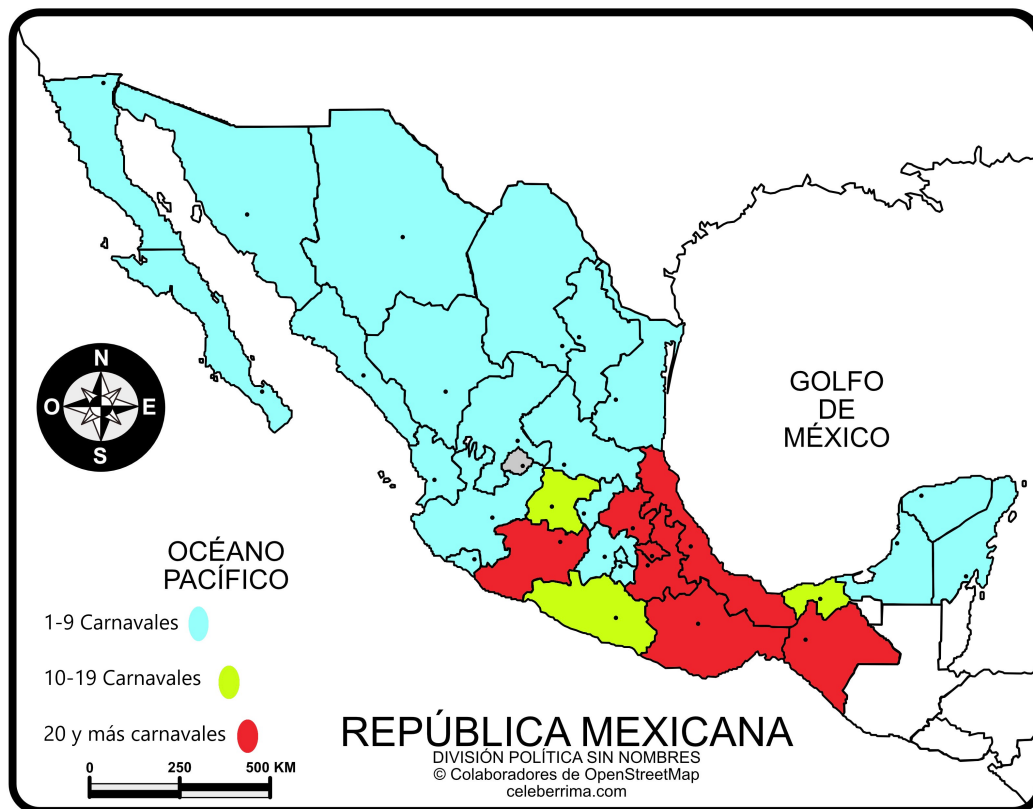 N
O
E
S
GOLFO
DE
MÉXICO
OCÉANO
PACÍFICO
1-9 Carnavales
10-19 Carnavales
20 y más carnavales
0 250 500 KM
REPÚBLICA MEXICANA
DIVISIÓN POLÍTICA SIN NOMBRES
© Colaboradores de OpenStreetMap
celeberrima.com